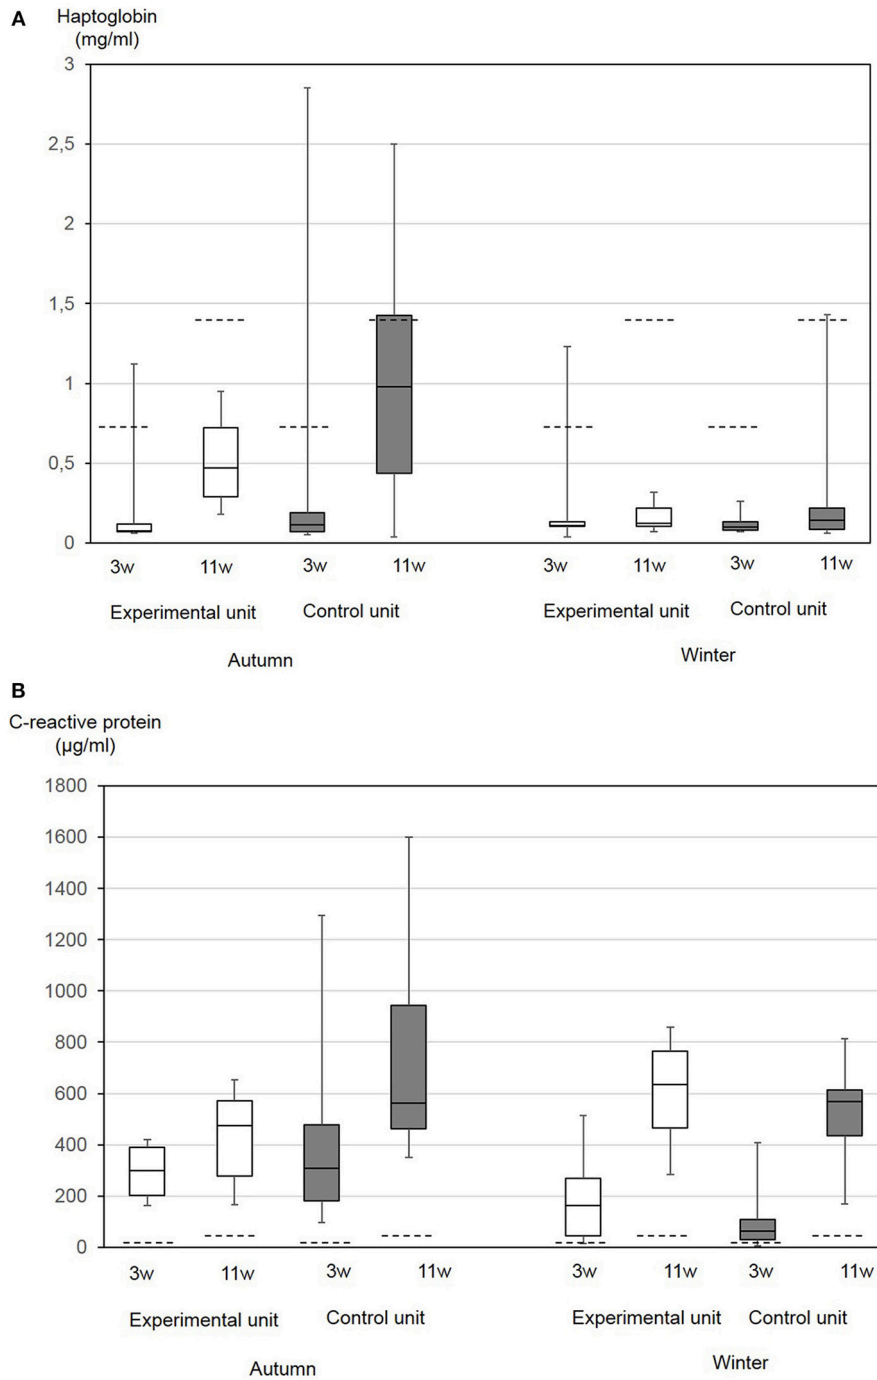 A
Haptoglobin
(mg/ml)
3
2,5
2
1,5
1
0,5
0
3w 11w 3w 11w 3w 11w 3w 11w
Experimental unit Control unit Experimental unit Control unit
Autumn Winter
B
C-reactive protein
(µg/ml)
1800
1600
1400
1200
1000
800
600
400
200
0
3w 11w 3w 11w 3w 11w 3w 11w
Experimental unit Control unit Experimental unit Control unit
Autumn Winter